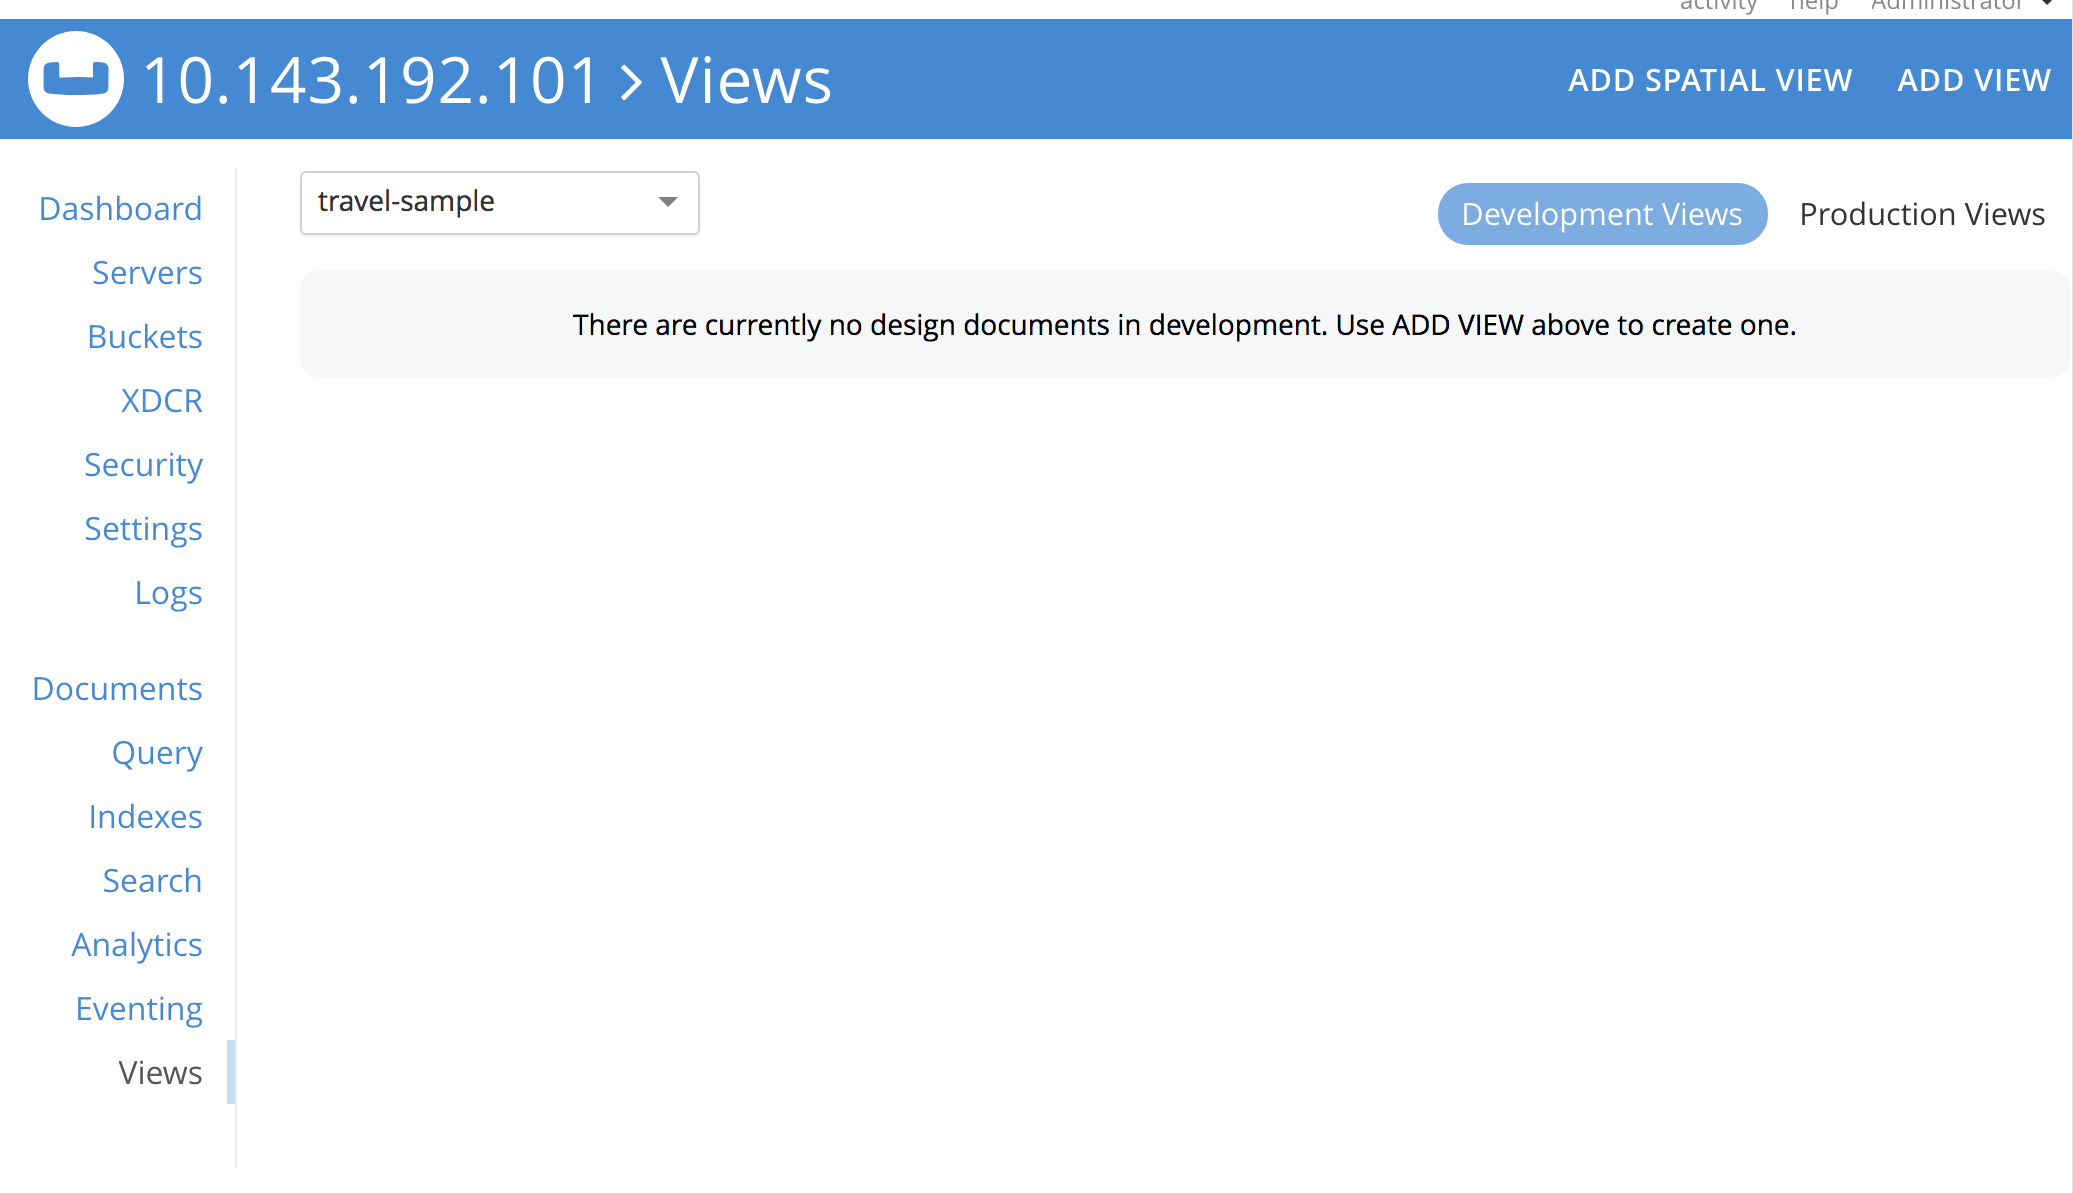 activity help Administrator
10.143.192.101 > Views
ADD SPATIAL VIEW ADD VIEW
travel-sample
Development Views Production Views
There are currently no design documents in development. Use ADD VIEW above to create one.
Dashboard
Servers
Buckets
XDCR
Security
Settings
Logs
Documents
Query
Indexes
Search
Analytics
Eventing
Views